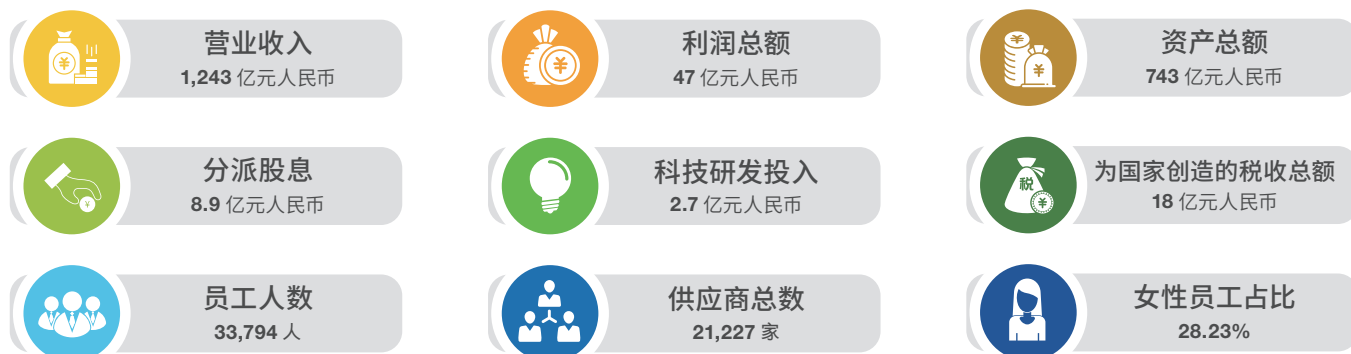 营业收入
1,243 亿元人民币
利润总额
47 亿元人民币
资产总额
743 亿元人民币
分派股息
8.9 亿元人民币
科技研发投入
2.7 亿元人民币
税
为国家创造的税收总额
18 亿元人民币
员工人数
33,794 人
供应商总数
21,227 家
女性员工占比
28.23%